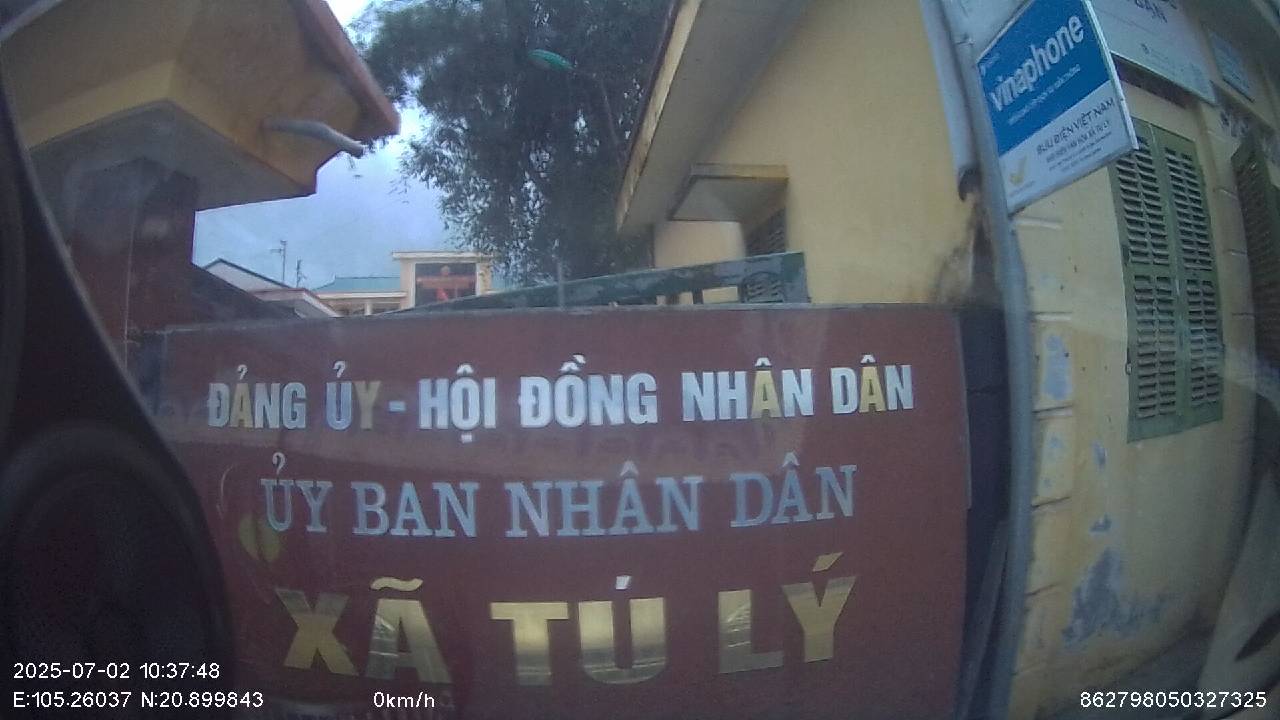 vinaphone
BƯU ĐIỆN VIỆT NAM
ĐẢNG ỦY - HỘI ĐỒNG NHÂN DÂN
ỦY BAN NHÂN DÂN
XÃ TÚ LÝ
2025-07-02 10:37:48
E:105.26037 N:20.899843
0km/h
862798050327325